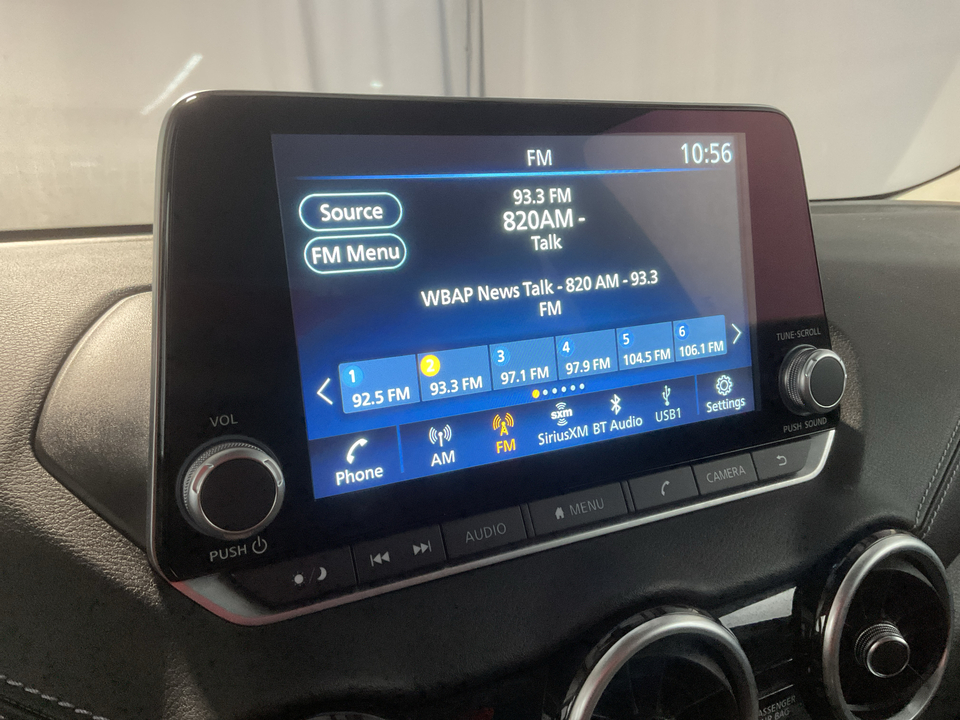 FM
10:56
Source
FM Menu
93.3 FM
820AM -
Talk
WBAP News Talk - 820 AM - 93.3
FM
1
92.5 FM
2
93.3 FM
3
97.1 FM
4
97.9 FM
5
104.5 FM
6
106.1 FM
Phone
AM
FM
sxm
SiriusXM
BT Audio
USB1
Settings
VOL
PUSH
TUNE-SCROLL
PUSH SOUND
AUDIO
MENU
CAMERA
PASSENGER
AIR BAG